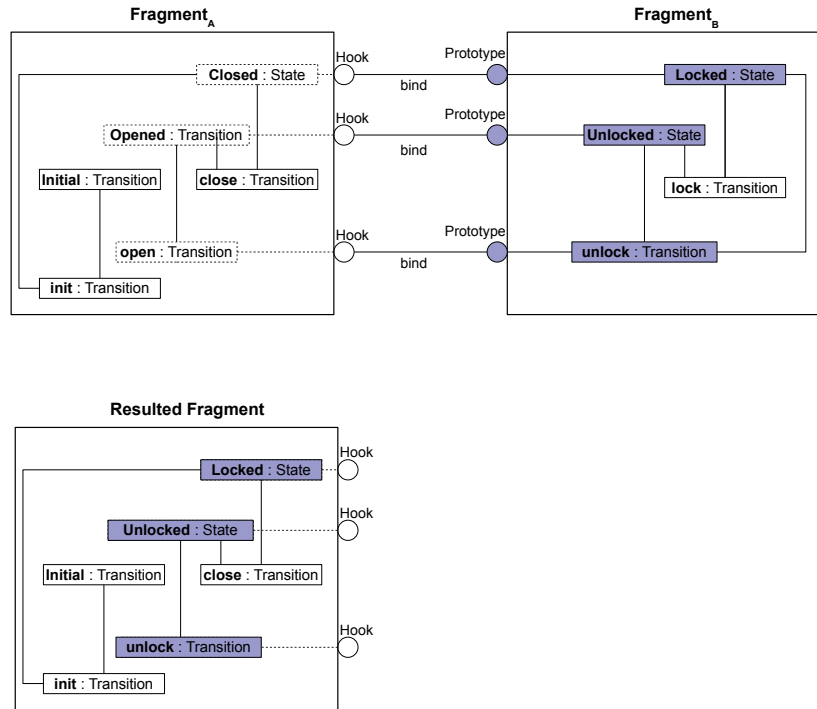 Fragment A
Fragment B
Hook
Prototype
Closed : State
bind
Locked : State
Hook
Prototype
Opened : Transition
bind
Unlocked : State
Initial : Transition
close : Transition
lock : Transition
Hook
Prototype
open : Transition
bind
unlock : Transition
init : Transition
Resulted Fragment
Hook
Locked : State
Hook
Unlocked : State
Initial : Transition
close : Transition
Hook
unlock : Transition
init : Transition